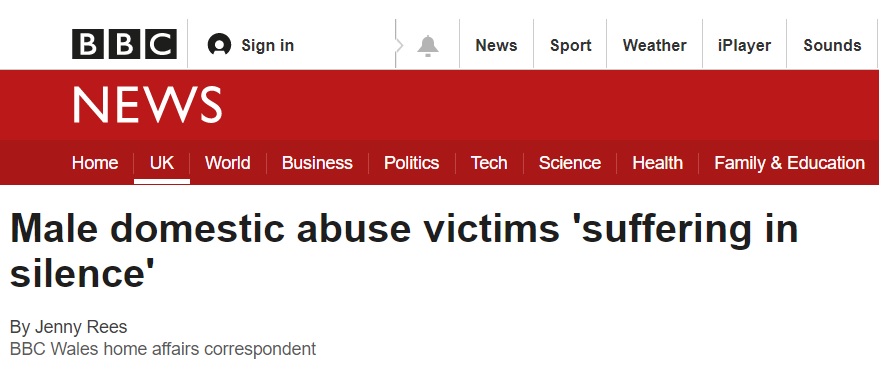 BBC Sign in News Sport Weather iPlayer Sounds
NEWS
Home UK World Business Politics Tech Science Health Family & Education
Male domestic abuse victims 'suffering in
silence'
By Jenny Rees
BBC Wales home affairs correspondent